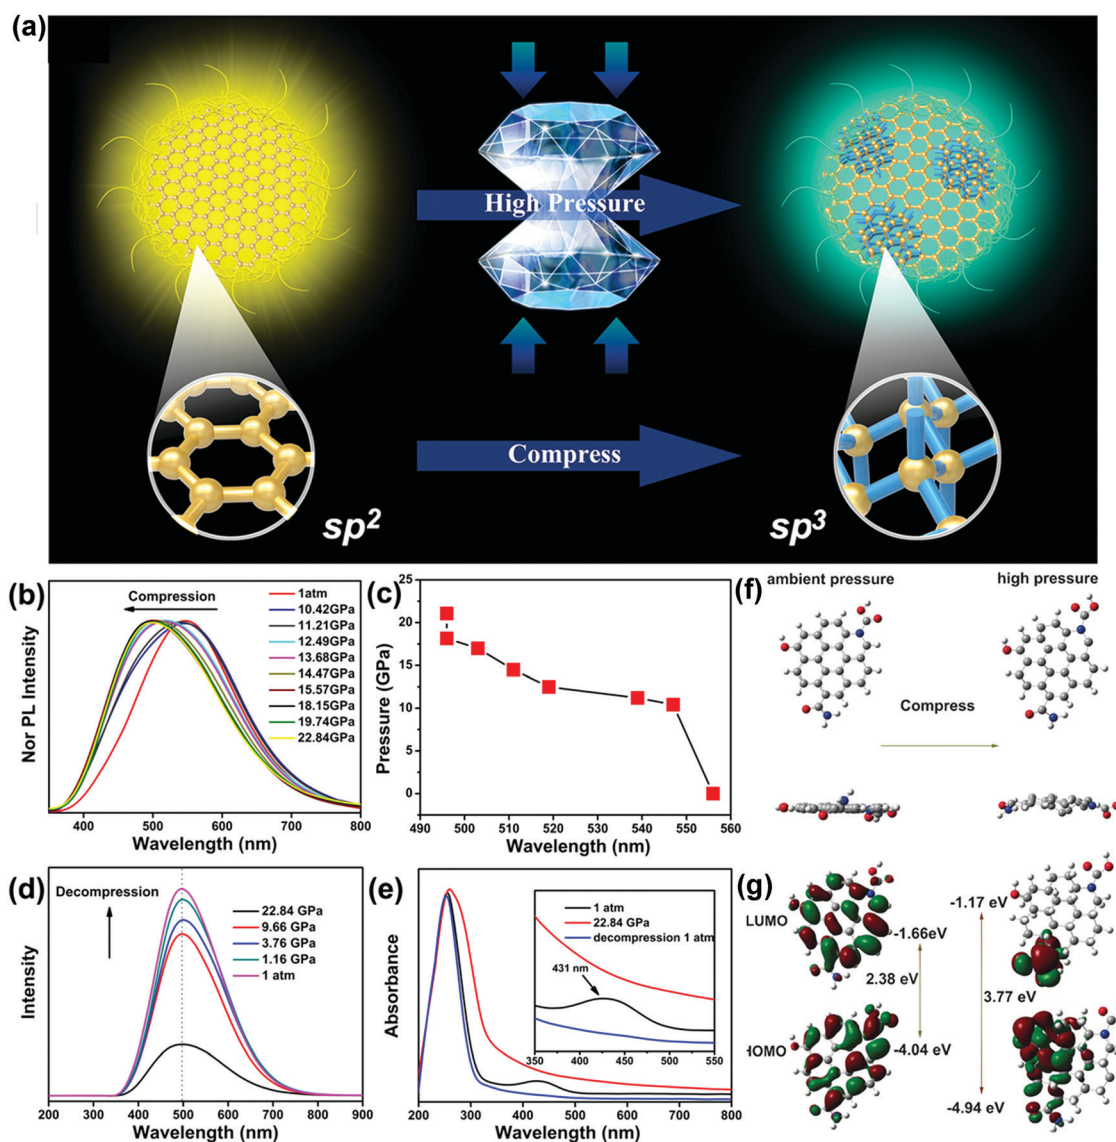 (a)
High Pressure
Compress
sp²
sp³
(b)
Compression
1atm
10.42GPa
11.21GPa
12.49GPa
13.68GPa
14.47GPa
15.57GPa
18.15GPa
19.74GPa
22.84GPa
Nor PL Intensity
400 500 600 700 800
Wavelength (nm)
(c)
25
20
15
10
5
0
Pressure (GPa)
490 500 510 520 530 540 550 560
Wavelength (nm)
(d)
Decompression
22.84 GPa
9.66 GPa
3.76 GPa
1.16 GPa
1 atm
Intensity
200 300 400 500 600 700 800 900
Wavelength (nm)
(e)
1 atm
22.84 GPa
decompression 1 atm
431 nm
350 400 450 500 550
Absorbance
200 300 400 500 600 700 800
Wavelength (nm)
(f)
ambient pressure
high pressure
Compress
(g)
LUMO
-1.66eV
-1.17 eV
2.38 eV
3.77 eV
HOMO
-4.04 eV
-4.94 eV